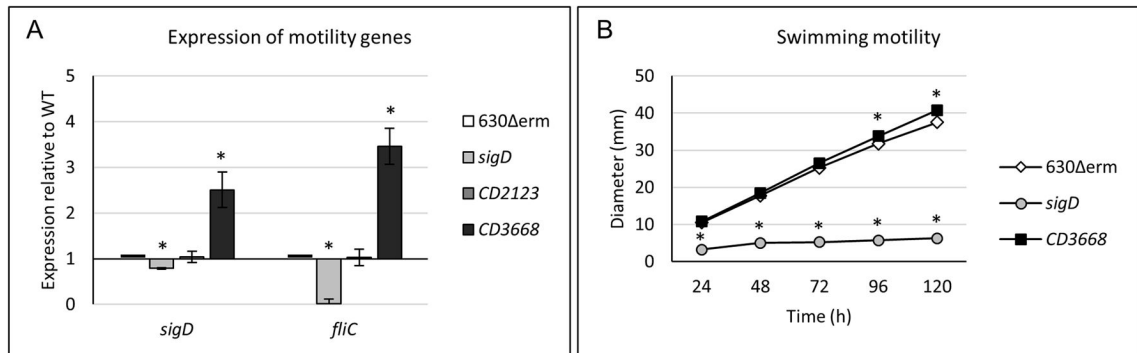 A
Expression of motility genes
Expression relative to WT
5
4
3
2
1
0
*
*
*
*
sigD
fliC
630Δerm
sigD
CD2123
CD3668
B
Swimming motility
Diameter (mm)
50
40
30
20
10
0
*
*
*
*
*
*
*
24
48
72
96
120
Time (h)
630Δerm
sigD
CD3668